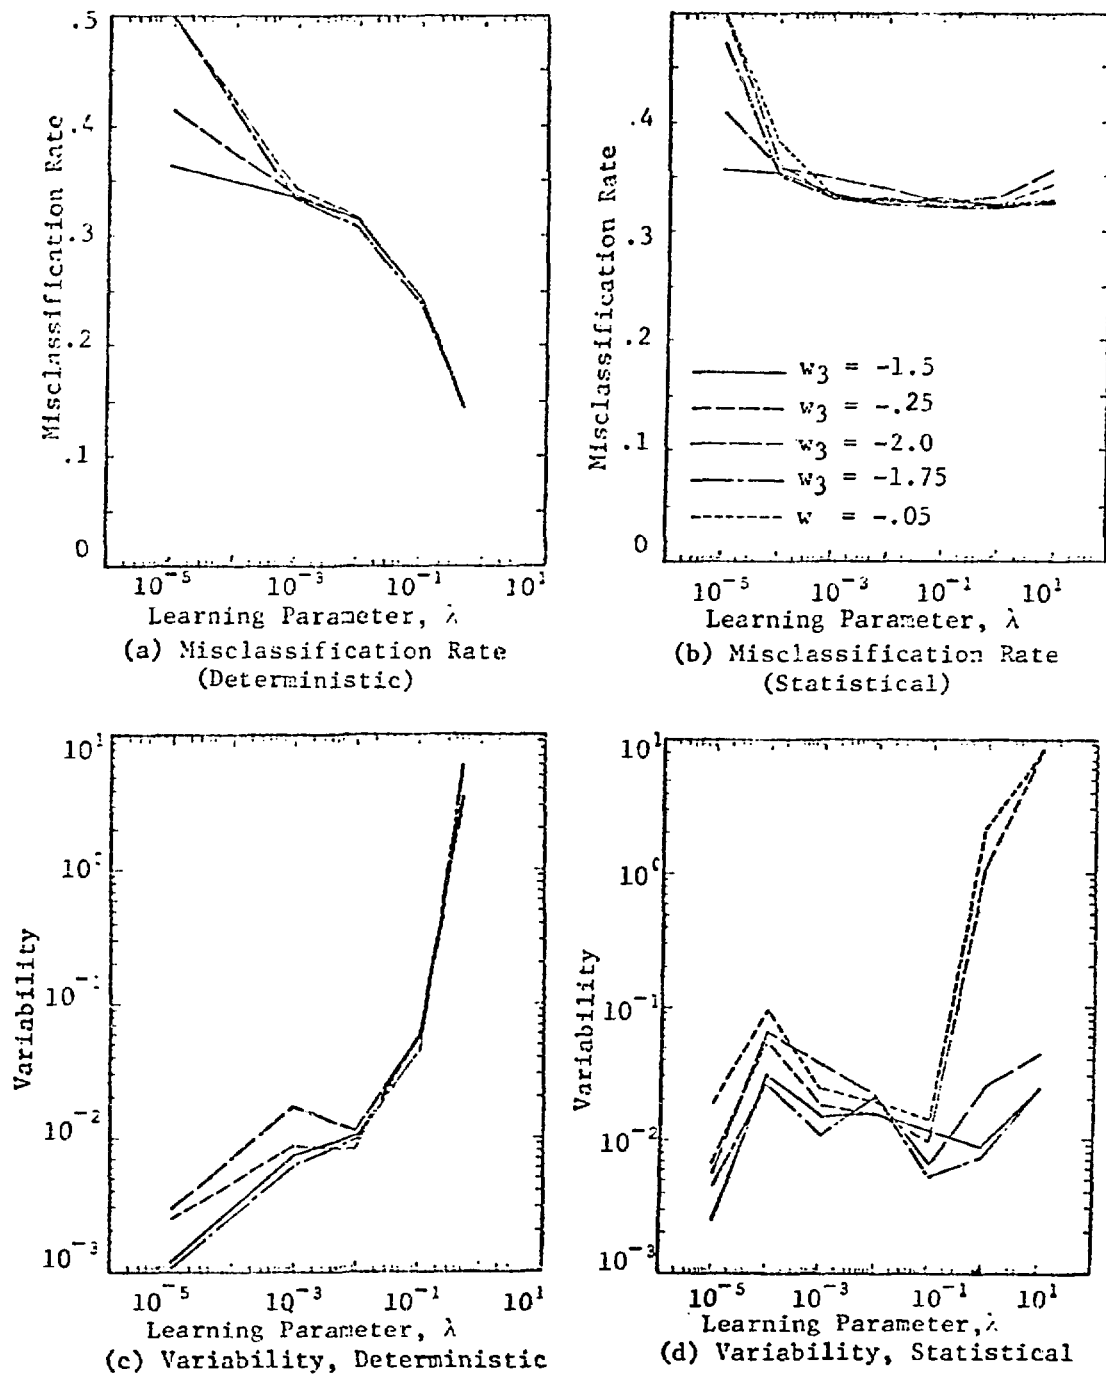 .5
.4
.3
.2
.1
0
Misclassification Rate
10-5 10-3 10-1 101
Learning Parameter, λ
(a) Misclassification Rate
(Deterministic)
.4
.3
.2
.1
0
Misclassification Rate
w3 = -1.5
w3 = -.25
w3 = -2.0
w3 = -1.75
w = -.05
10-5 10-3 10-1 101
Learning Parameter, λ
(b) Misclassification Rate
(Statistical)
101
10-1
10-2
10-3
Variability
10-5 10-3 10-1 101
Learning Parameter, λ
(c) Variability, Deterministic
101
100
10-1
10-2
10-3
Variability
10-5 10-3 10-1 101
Learning Parameter, λ
(d) Variability, Statistical